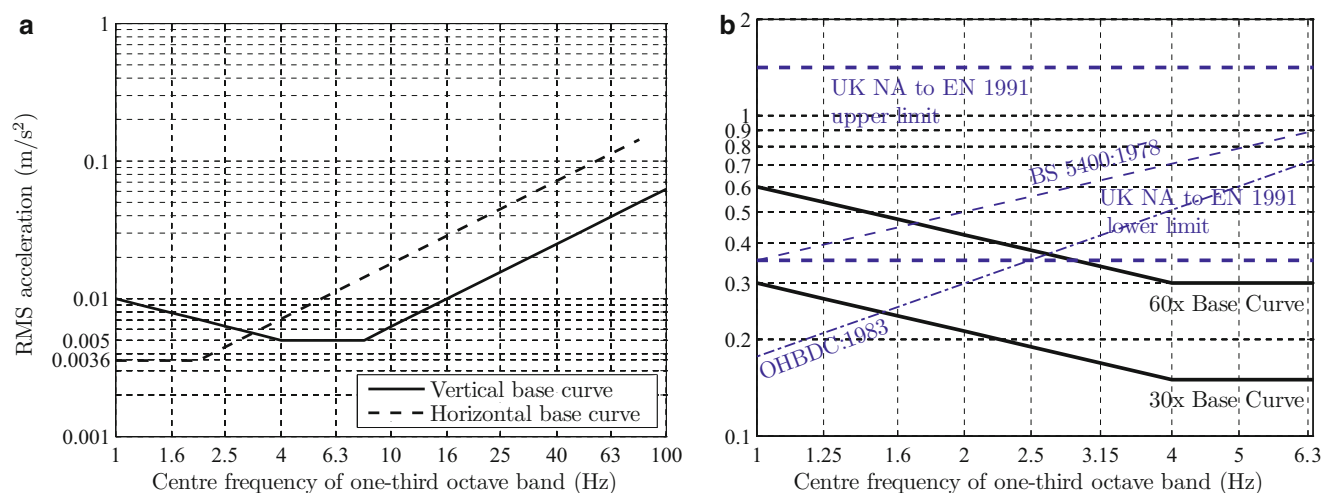 a
1
0.1
0.01
0.005
0.0036
0.001
RMS acceleration (m/s²)
Vertical base curve
Horizontal base curve
1 1.6 2.5 4 6.3 10 16 25 40 63 100
Centre frequency of one-third octave band (Hz)
b
2
1
0.9
0.8
0.7
0.6
0.5
0.4
0.3
0.2
0.1
UK NA to EN 1991
upper limit
BS 5400:1978
UK NA to EN 1991
lower limit
60x Base Curve
OHBDC:1983
30x Base Curve
1 1.25 1.6 2 2.5 3.15 4 5 6.3
Centre frequency of one-third octave band (Hz)